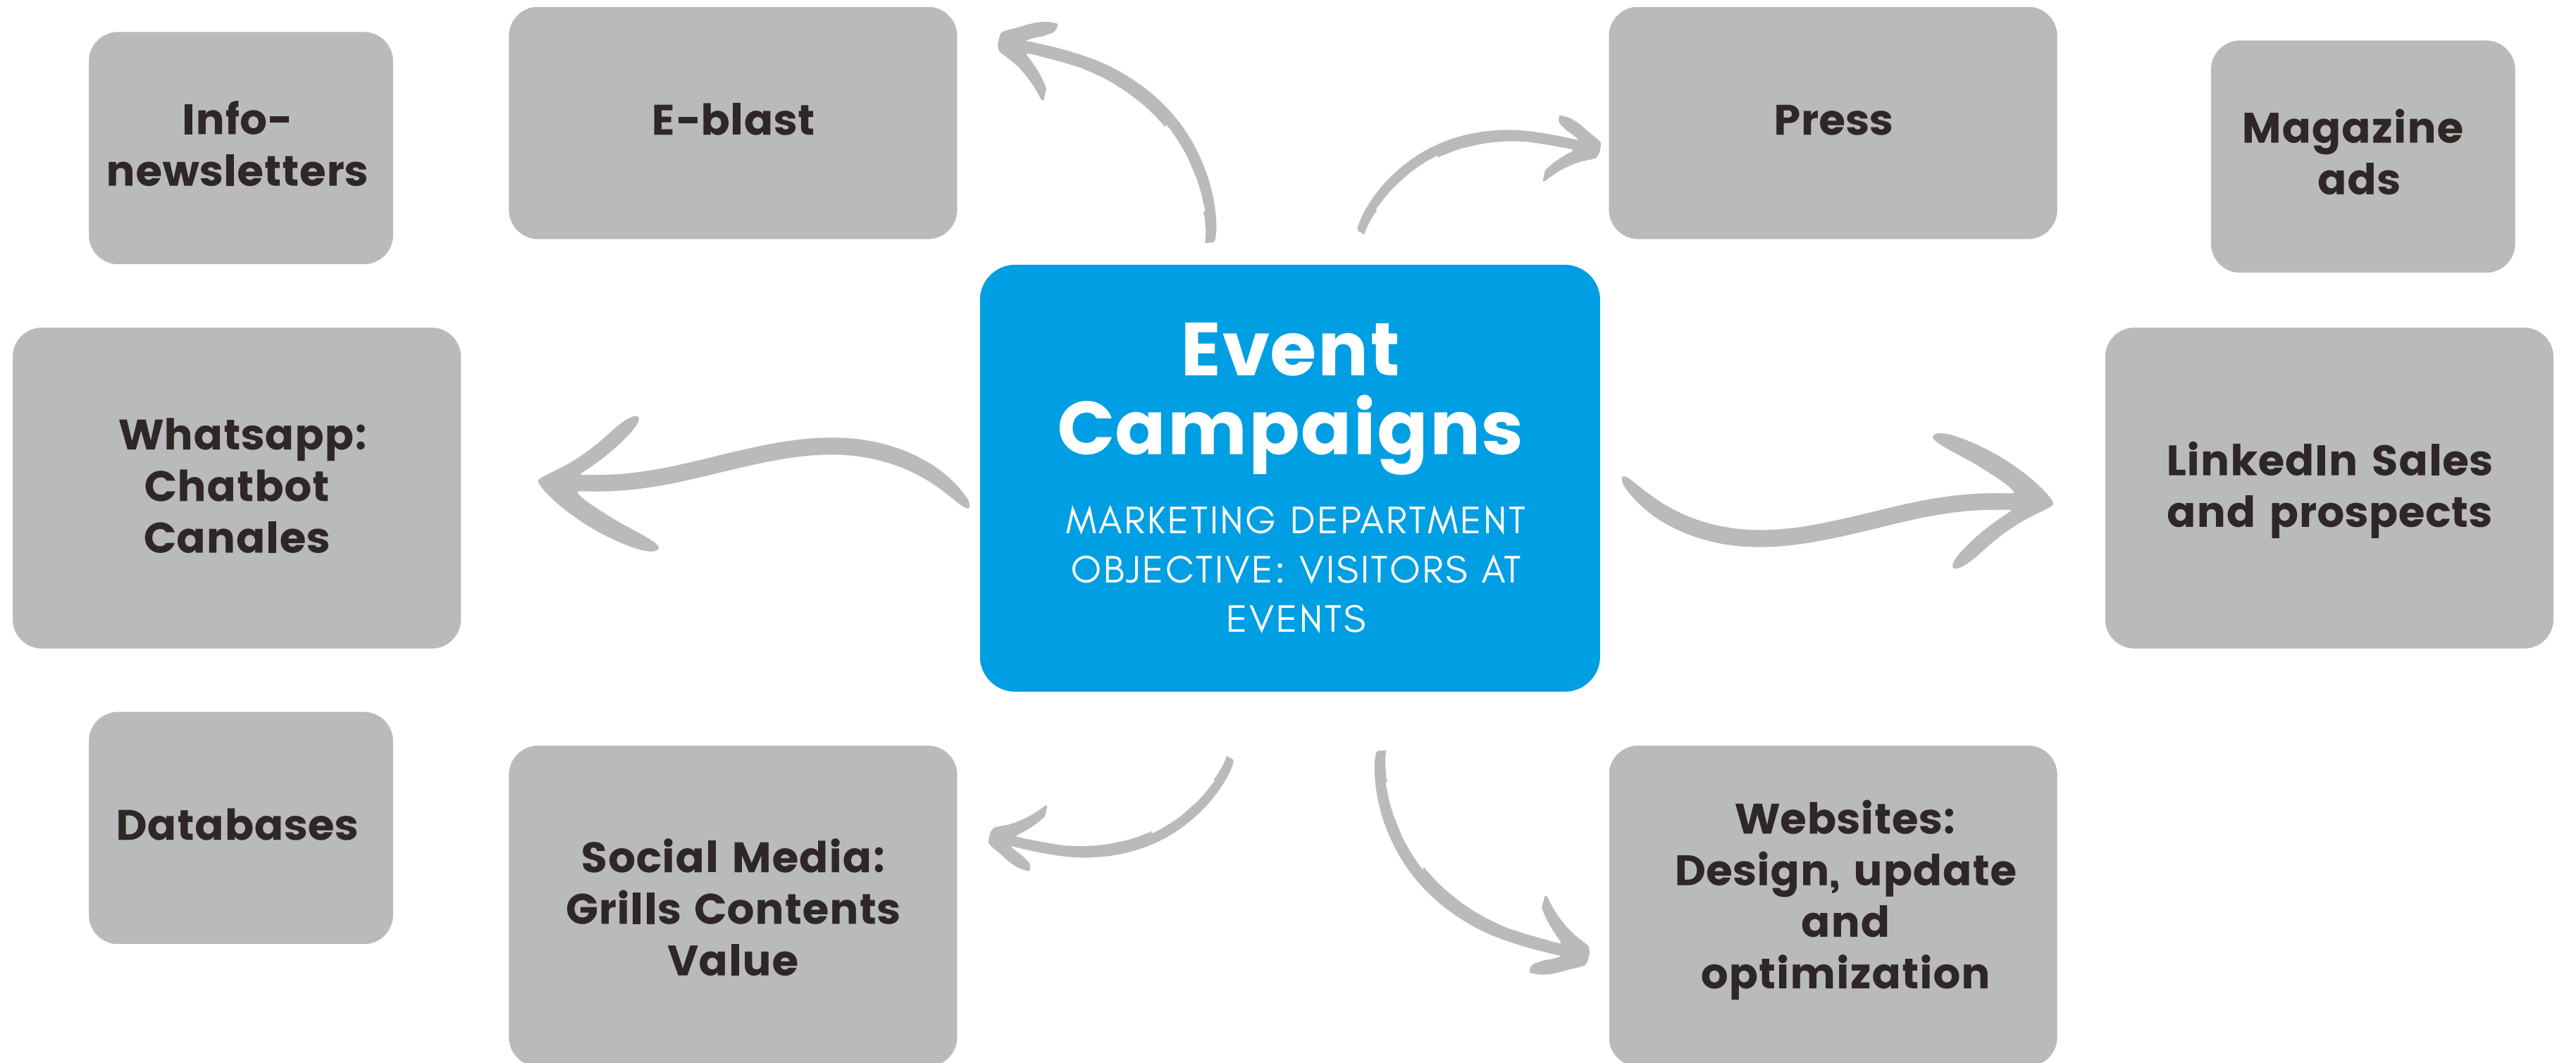 Info-
newsletters
E-blast
Press
Magazine
ads
Event
Campaigns
MARKETING DEPARTMENT
OBJECTIVE: VISITORS AT
EVENTS
Whatsapp:
Chatbot
Canales
LinkedIn Sales
and prospects
Databases
Social Media:
Grills Contents
Value
Websites:
Design, update
and
optimization